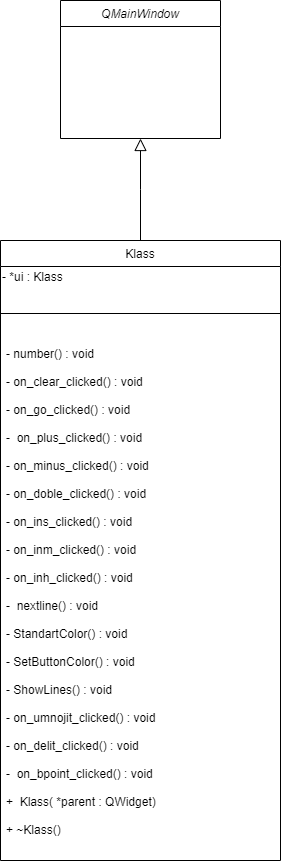 QMainWindow
Klass
- *ui : Klass
- number() : void
- on_clear_clicked() : void
- on_go_clicked() : void
- on_plus_clicked() : void
- on_minus_clicked() : void
- on_doble_clicked() : void
- on_ins_clicked() : void
- on_inm_clicked() : void
- on_inh_clicked() : void
- nextline() : void
- StandartColor() : void
- SetButtonColor() : void
- ShowLines() : void
- on_umnojit_clicked() : void
- on_delit_clicked() : void
- on_bpoint_clicked() : void
+ Klass( *parent : QWidget)
+ ~Klass()